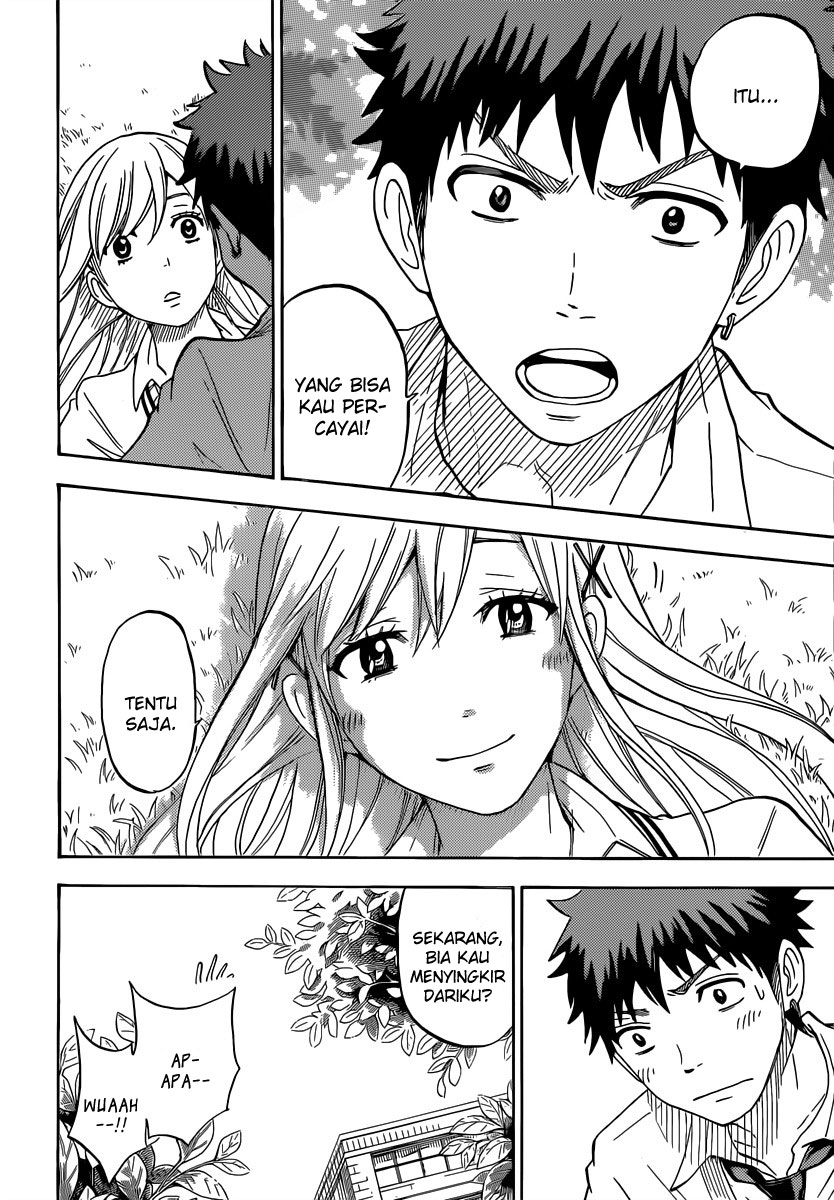 ITU...
YANG BISA
KAU PER-
CAYAI!
TENTU
SAJA.
SEKARANG,
BIA KAU
MENYINGKIR
DARIKU?
AP-
APA--
WUAAH
--!!